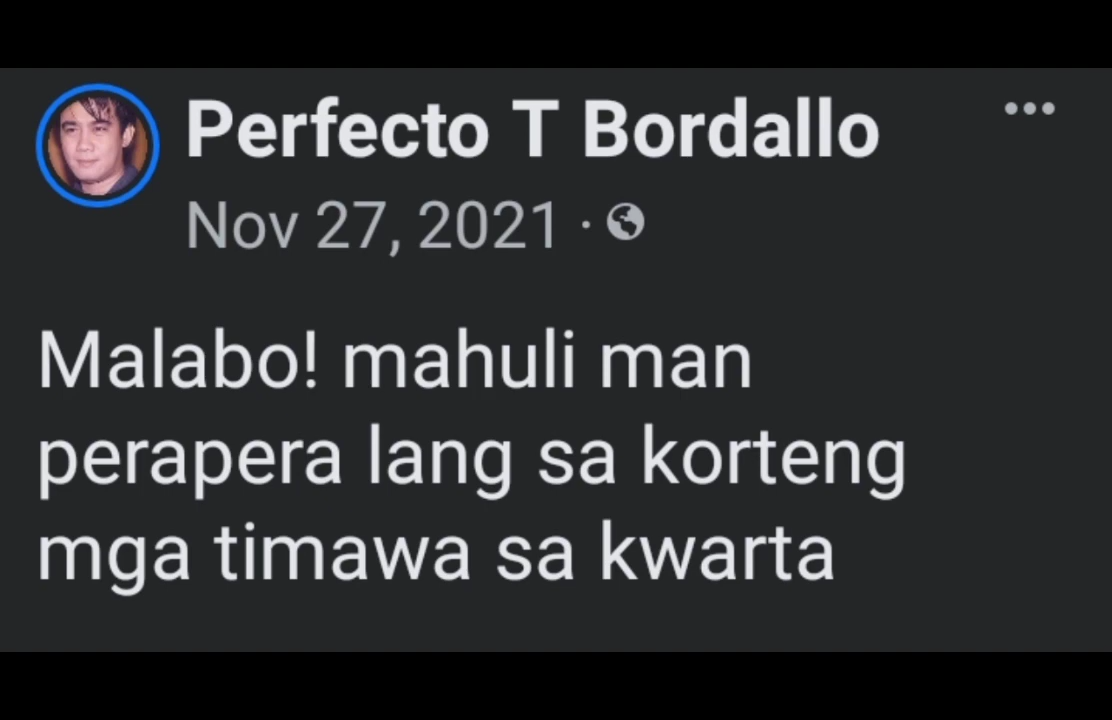 Perfecto T Bordallo
Nov 27, 2021 ·
Malabo! mahuli man
perapera lang sa korteng
mga timawa sa kwarta